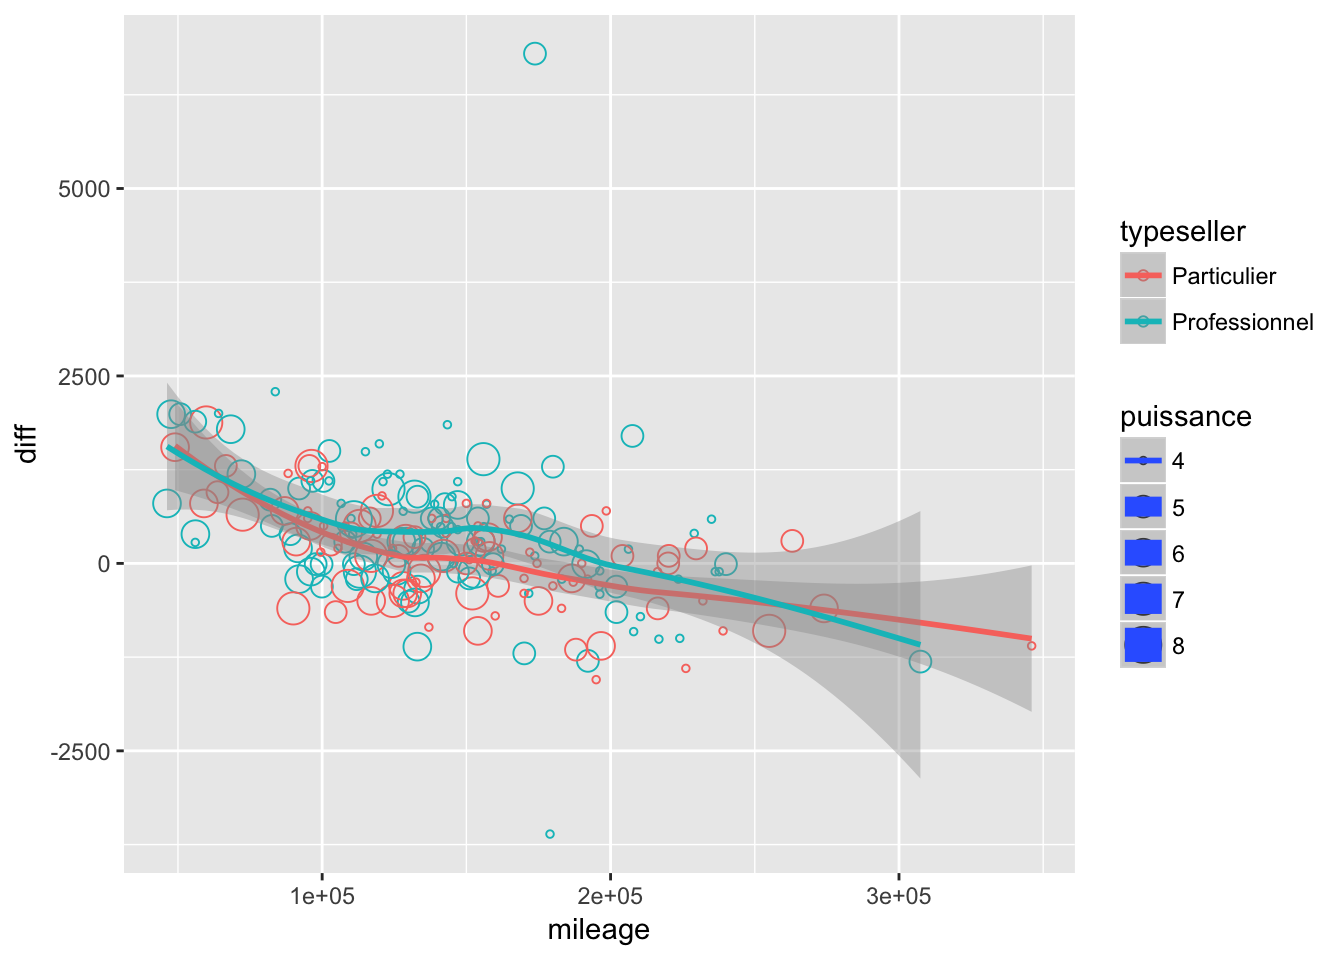 5000
2500
0
-2500
diff
1e+05
2e+05
3e+05
mileage
typeseller
Particulier
Professionnel
puissance
4
5
6
7
8